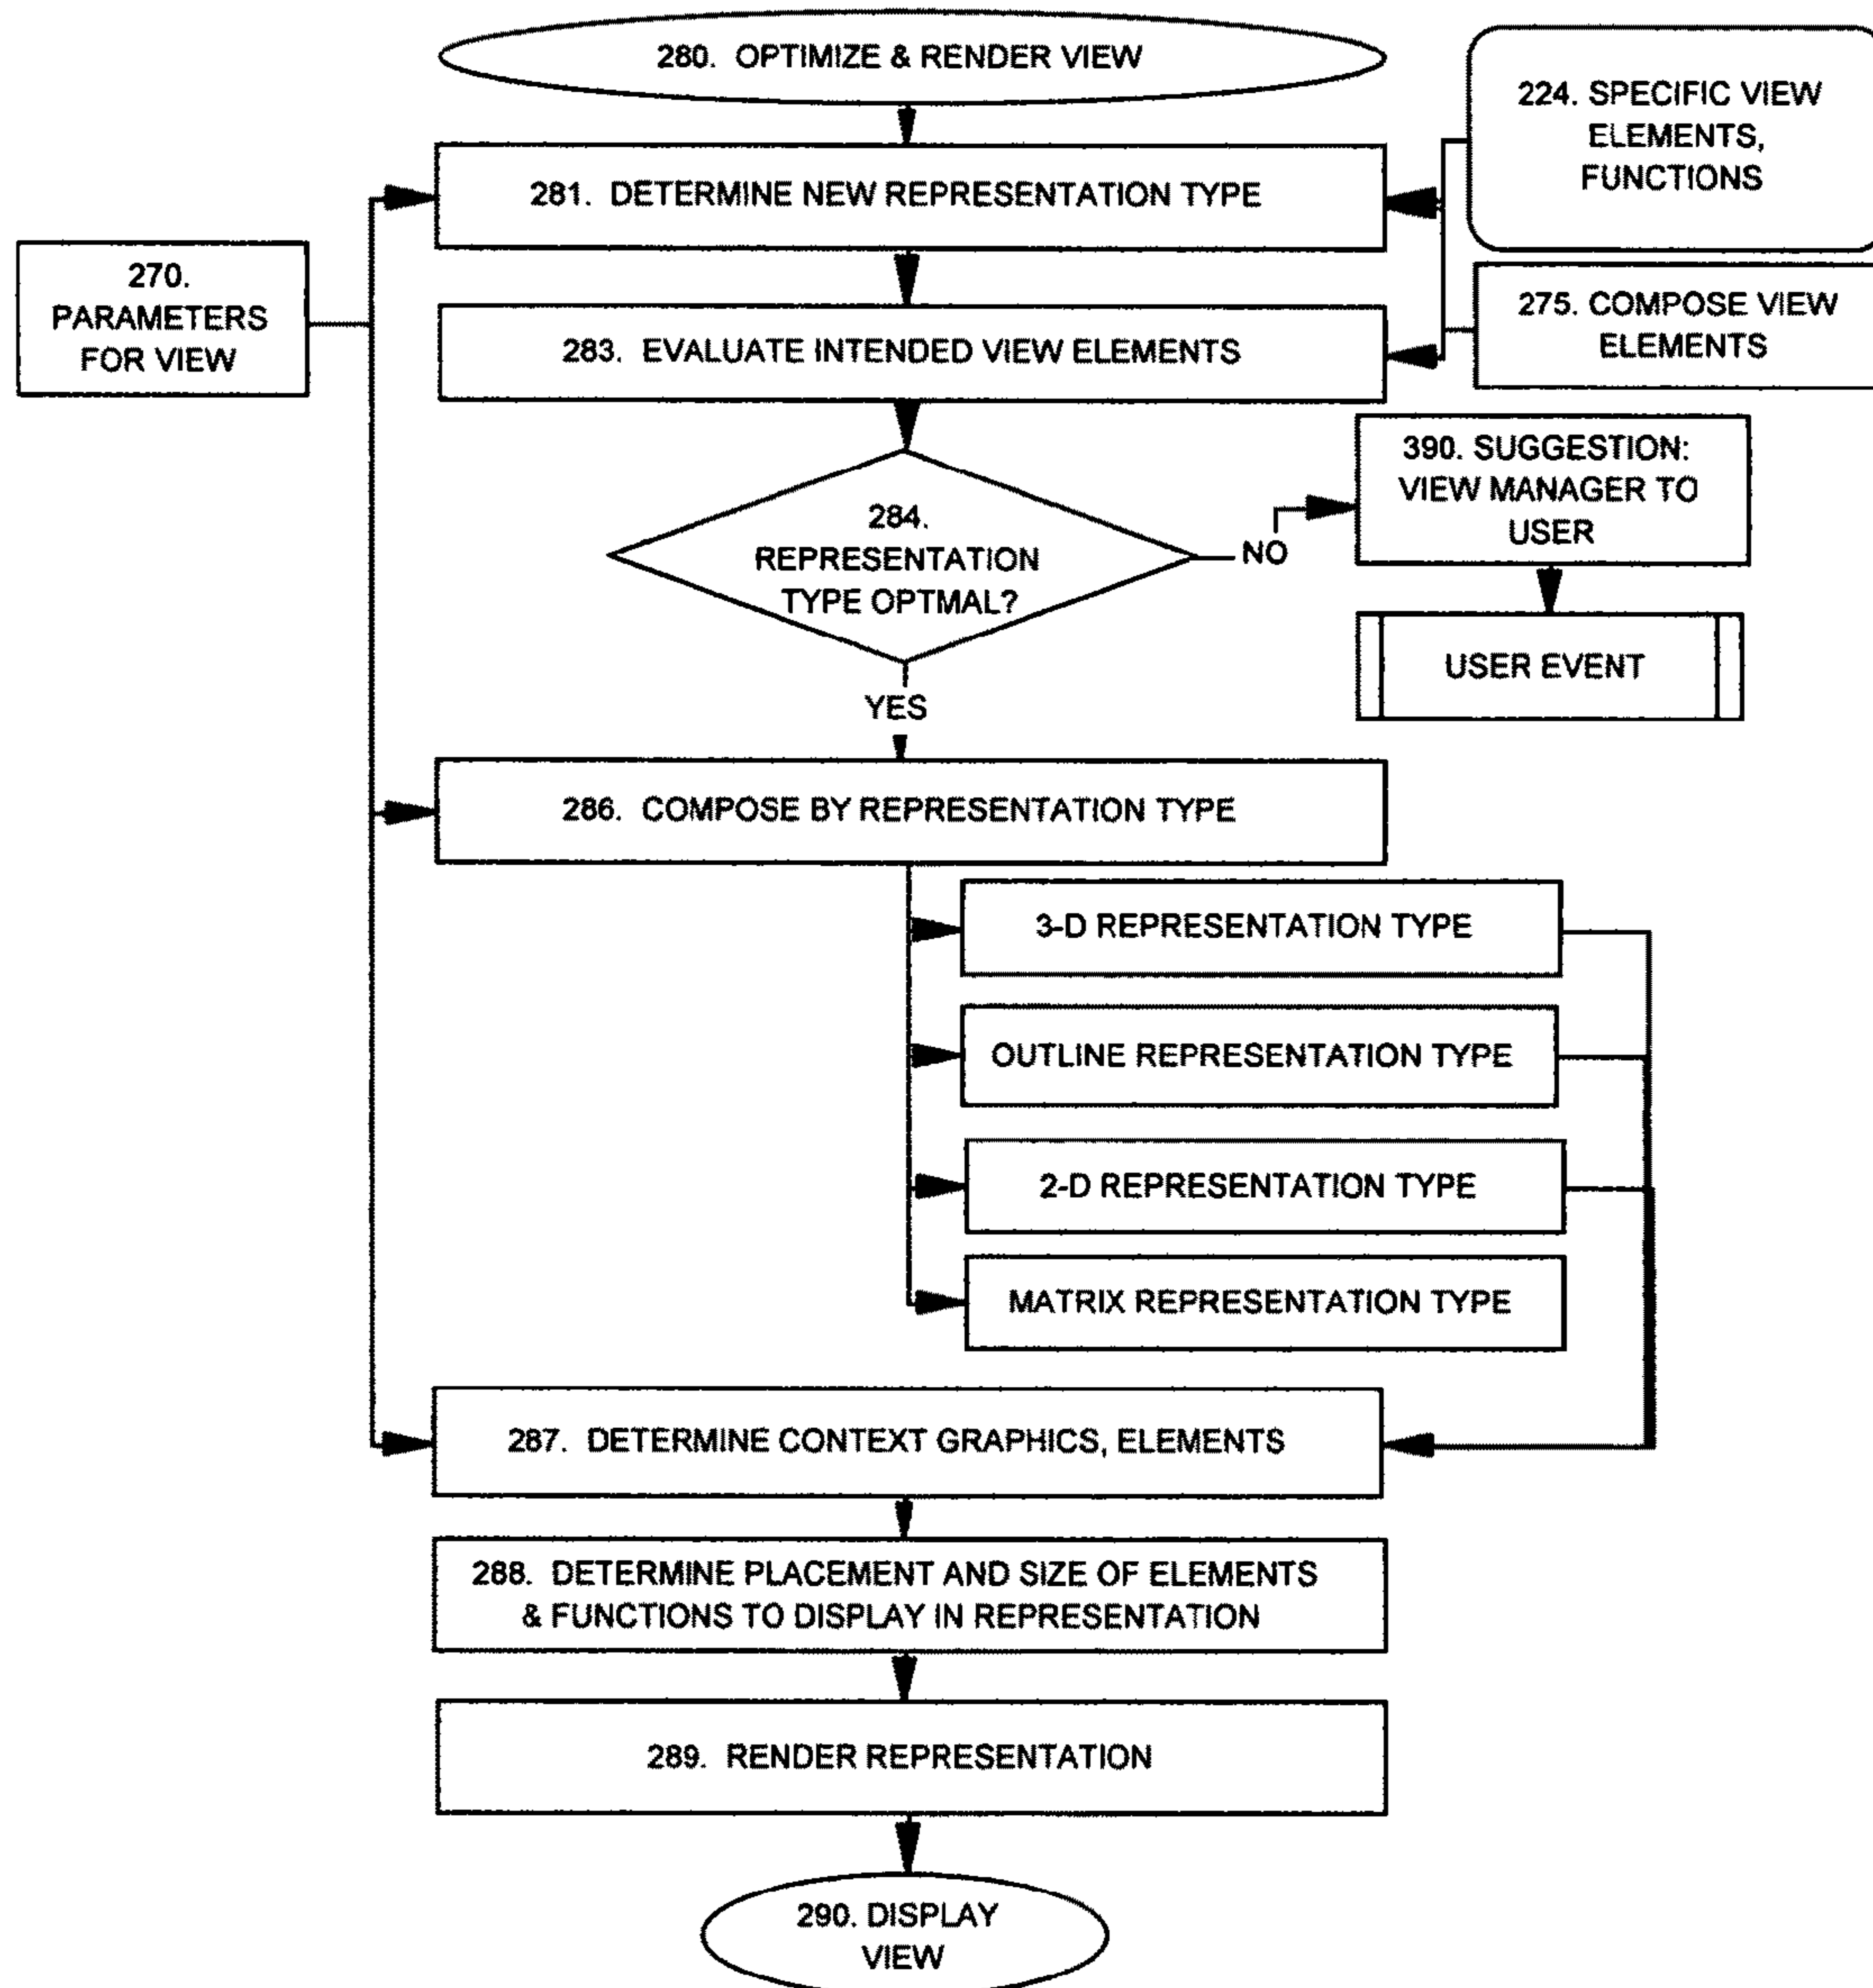 280. OPTIMIZE & RENDER VIEW
224. SPECIFIC VIEW
ELEMENTS,
FUNCTIONS
281. DETERMINE NEW REPRESENTATION TYPE
270.
PARAMETERS
FOR VIEW
275. COMPOSE VIEW
ELEMENTS
283. EVALUATE INTENDED VIEW ELEMENTS
390. SUGGESTION:
VIEW MANAGER TO
USER
284.
REPRESENTATION
TYPE OPTMAL?
NO
USER EVENT
YES
286. COMPOSE BY REPRESENTATION TYPE
3-D REPRESENTATION TYPE
OUTLINE REPRESENTATION TYPE
2-D REPRESENTATION TYPE
MATRIX REPRESENTATION TYPE
287. DETERMINE CONTEXT GRAPHICS, ELEMENTS
288. DETERMINE PLACEMENT AND SIZE OF ELEMENTS
& FUNCTIONS TO DISPLAY IN REPRESENTATION
289. RENDER REPRESENTATION
290. DISPLAY
VIEW